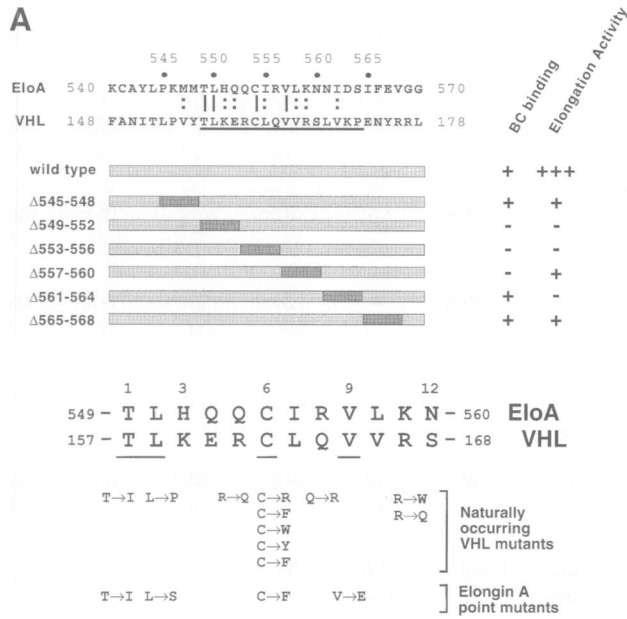 A
545 550 555 560 565
EloA 540 KCAYLPKMMTLHQQCIRVLKNNIDSIFEVGG 570
VHL 148 FANITLPVYTLKERCLQVVRSLVKPENYRRL 178
BC binding
Elongation Activity
wild type + +++
Δ545-548 + +
Δ549-552 - -
Δ553-556 - -
Δ557-560 - +
Δ561-564 + -
Δ565-568 + +
1 3 6 9 12
549 - T L H Q Q C I R V L K N - 560 EloA
157 - T L K E R C L Q V V R S - 168 VHL
T→I L→P R→Q C→R Q→R R→W
C→F R→Q
C→W
C→Y
C→F
Naturally
occurring
VHL mutants
T→I L→S C→F V→E
Elongin A
point mutants